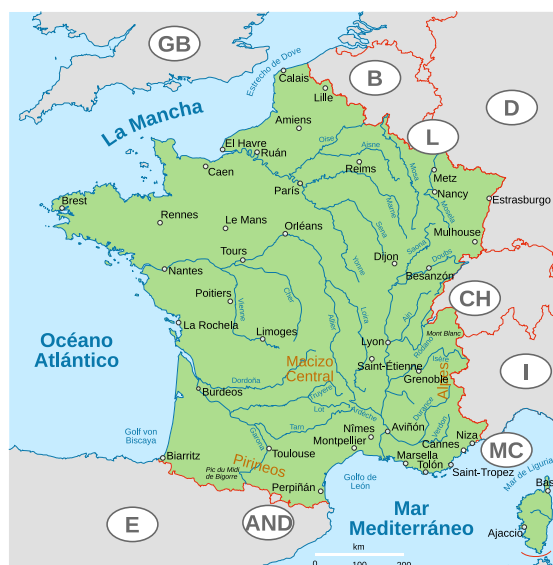 GB
Estrecho de Dove
Calais
B
Lille
D
La Mancha
Amiens
L
El Havre
Ruán
Oise
Aisne
Caen
Reims
Mosa
Metz
París
Nancy
Brest
Marne
Mosela
Estrasburgo
Rennes
Le Mans
Orléans
Sena
Mulhouse
Tours
Yonne
Dijon
Saona
Doubs
Nantes
Besanzón
Poitiers
Vienne
Cher
CH
Allier
Loira
Ain
La Rochela
Limoges
Lyon
Ródano
Mont Blanc
Océano
Atlántico
Macizo
Central
Saint-Étienne
Isère
Grenoble
Alpes
I
Dordoña
Burdeos
Truyère
Lot
Ardèche
Durance
Verdon
Golf von
Biscaya
Garona
Tarn
Nîmes
Aviñón
Montpellier
Niza
Cannes
MC
Biarritz
Toulouse
Marsella
Tolón
Saint-Tropez
Mar de Liguria
Pirineos
Pic du Midi
de Bigorre
Golfo de
León
Perpiñán
Bas
E
AND
Mar
Mediterráneo
Ajaccio
km
0 100 200